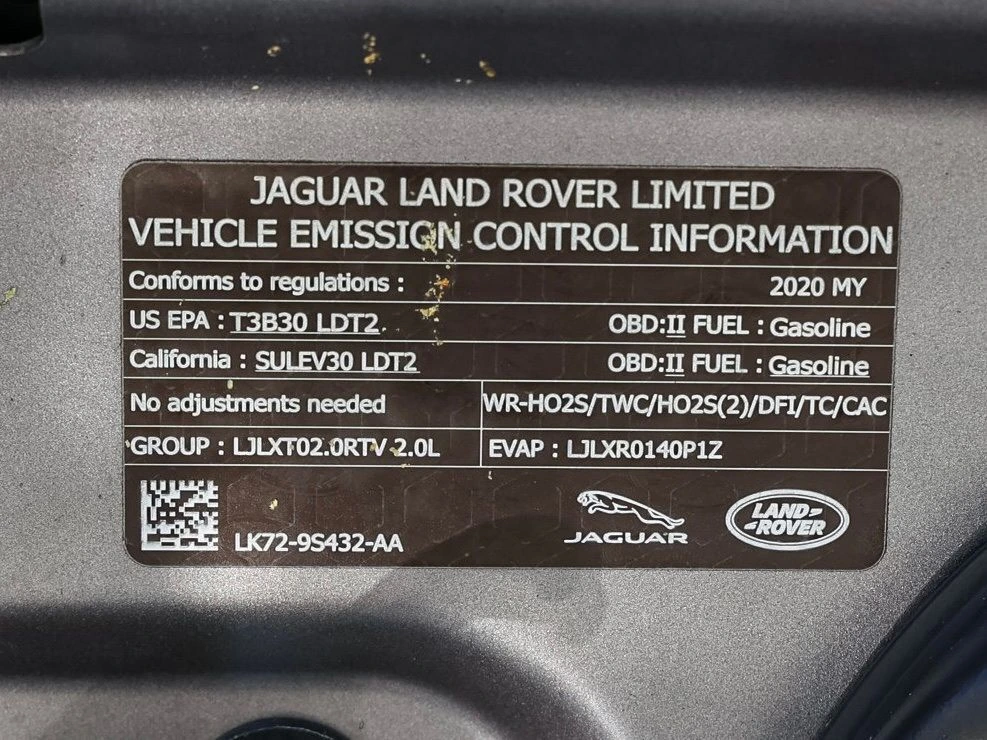 JAGUAR LAND ROVER LIMITED
VEHICLE EMISSION CONTROL INFORMATION
Conforms to regulations : 2020 MY
US EPA : T3B30 LDT2 OBD:II FUEL : Gasoline
California : SULEV30 LDT2 OBD:II FUEL : Gasoline
No adjustments needed WR-HO2S/TWC/HO2S(2)/DFI/TC/CAC
GROUP : LJLXT02.0RTV 2.0L EVAP : LJLXR0140P1Z
LK72-9S432-AA
JAGUAR
LAND-
-ROVER